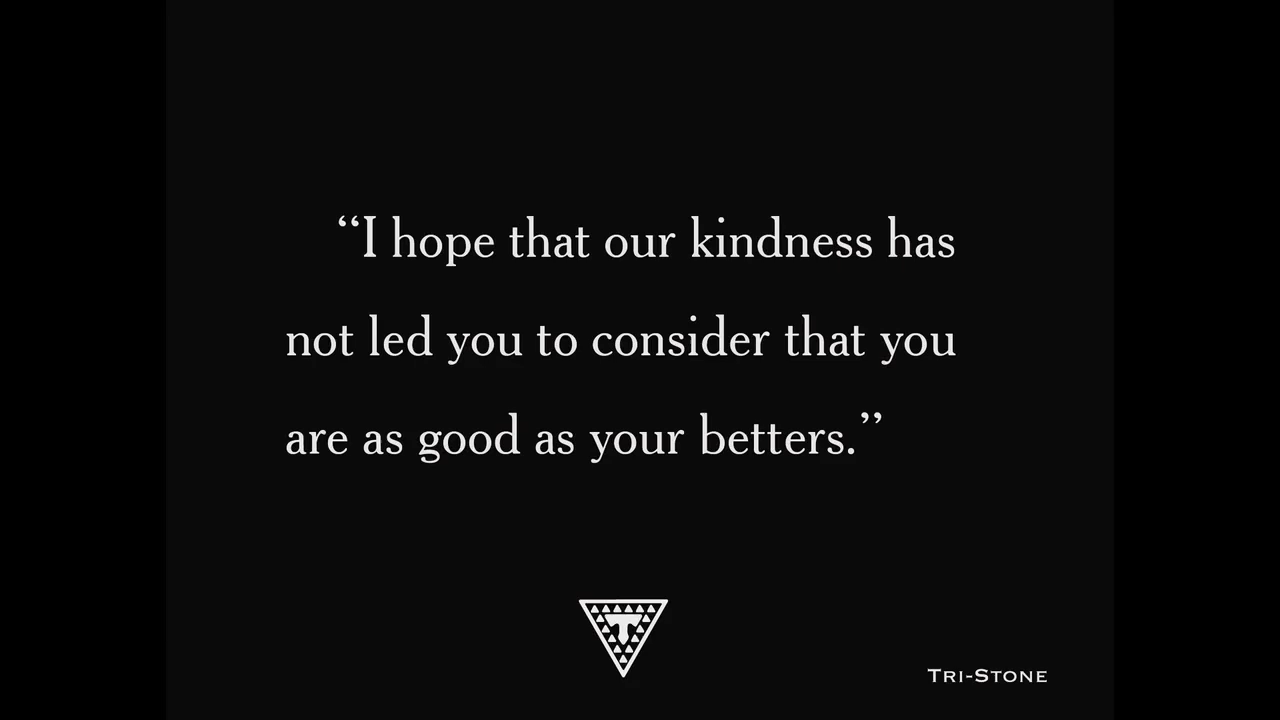 “I hope that our kindness has
not led you to consider that you
are as good as your betters.”
T
TRI-STONE